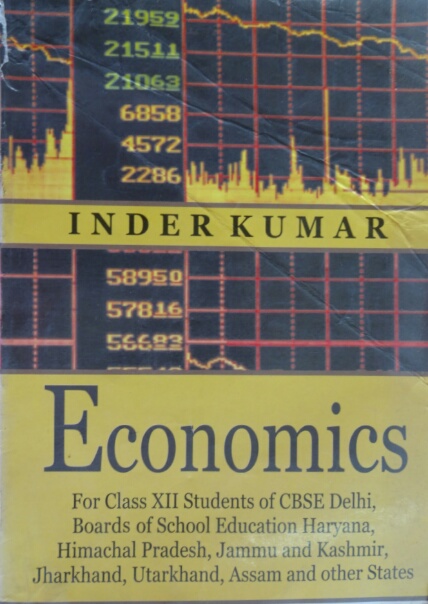 21959
21511
21063
6858
4572
2286
INDER KUMAR
58950
57816
56683
Economics
For Class XII Students of CBSE Delhi,
Boards of School Education Haryana,
Himachal Pradesh, Jammu and Kashmir,
Jharkhand, Utarkhand, Assam and other States